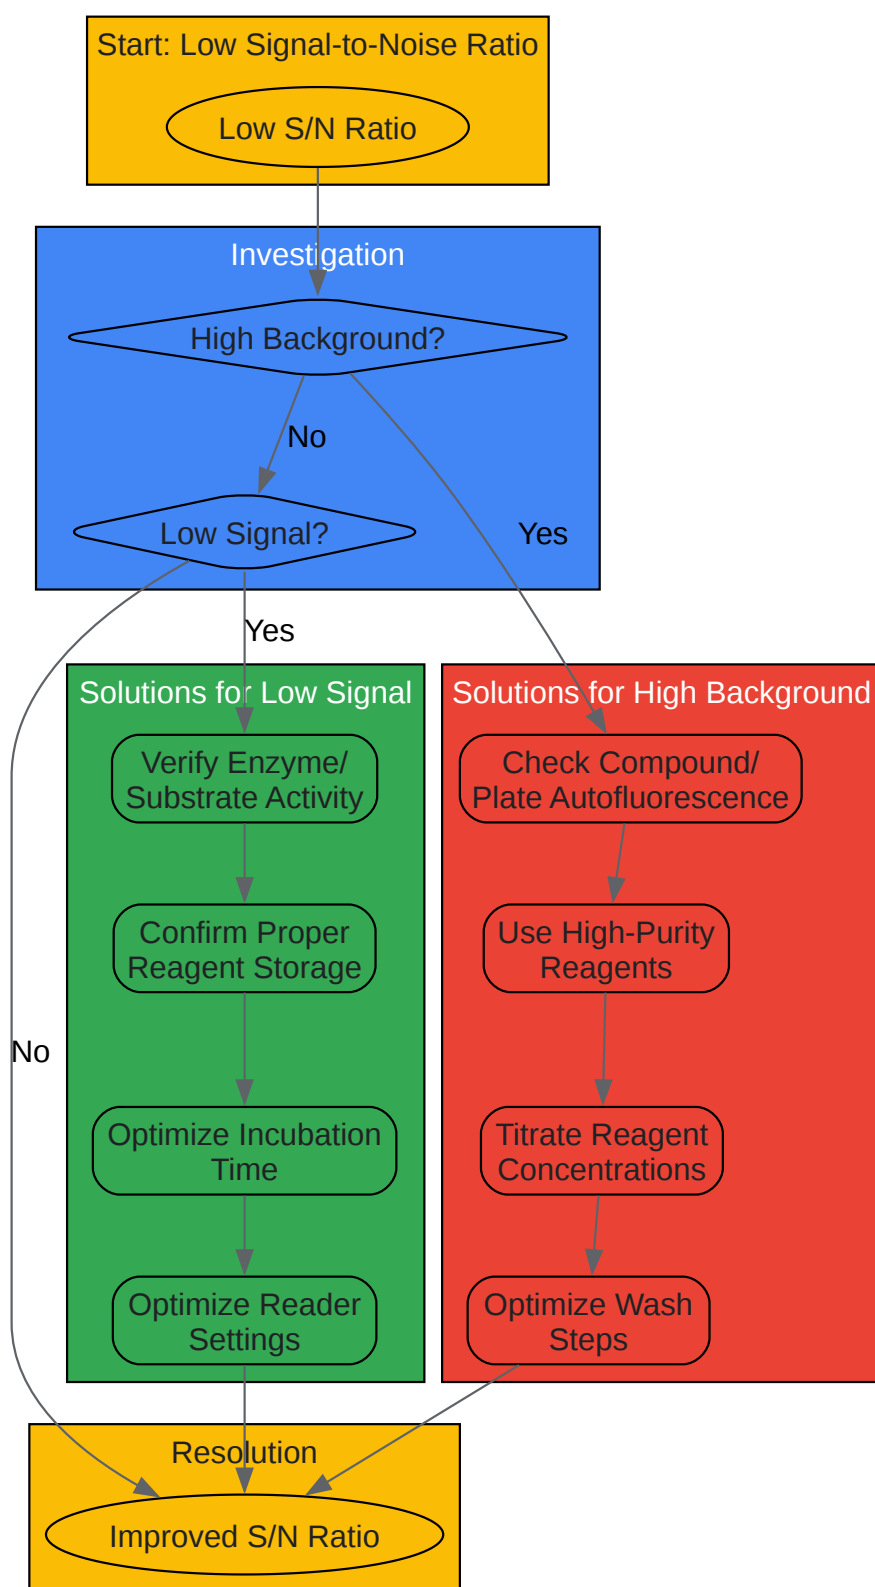 Start: Low Signal-to-Noise Ratio
Low S/N Ratio
Investigation
High Background?
No
Yes
Low Signal?
Yes
No
Solutions for Low Signal
Verify Enzyme/
Substrate Activity
Confirm Proper
Reagent Storage
Optimize Incubation
Time
Optimize Reader
Settings
Solutions for High Background
Check Compound/
Plate Autofluorescence
Use High-Purity
Reagents
Titrate Reagent
Concentrations
Optimize Wash
Steps
Resolution
Improved S/N Ratio